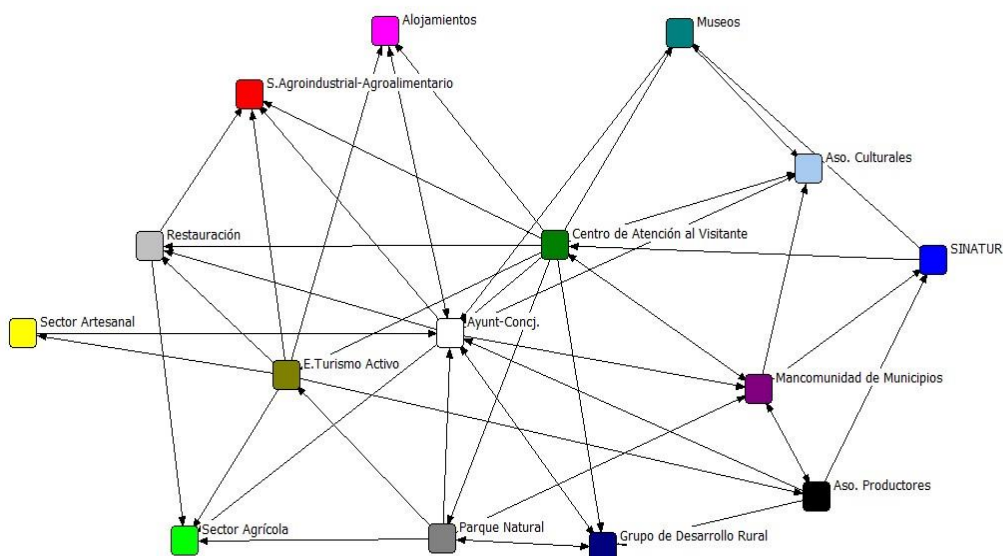 Alojamientos
Museos
S.Agroindustrial-Agroalimentario
Aso. Culturales
Restauración
Centro de Atención al Visitante
SINATUR
Sector Artesanal
Ayunt-Concj.
E.Turismo Activo
Mancomunidad de Municipios
Aso. Productores
Sector Agrícola
Parque Natural
Grupo de Desarrollo Rural